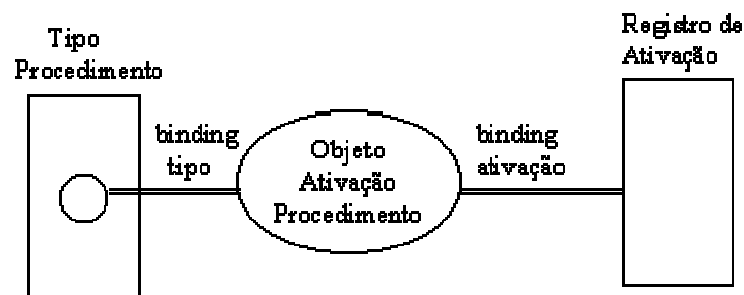 Tipo
Procedimento
binding
tipo
Objeto
Ativação
Procedimento
binding
ativação
Registro de
Ativação